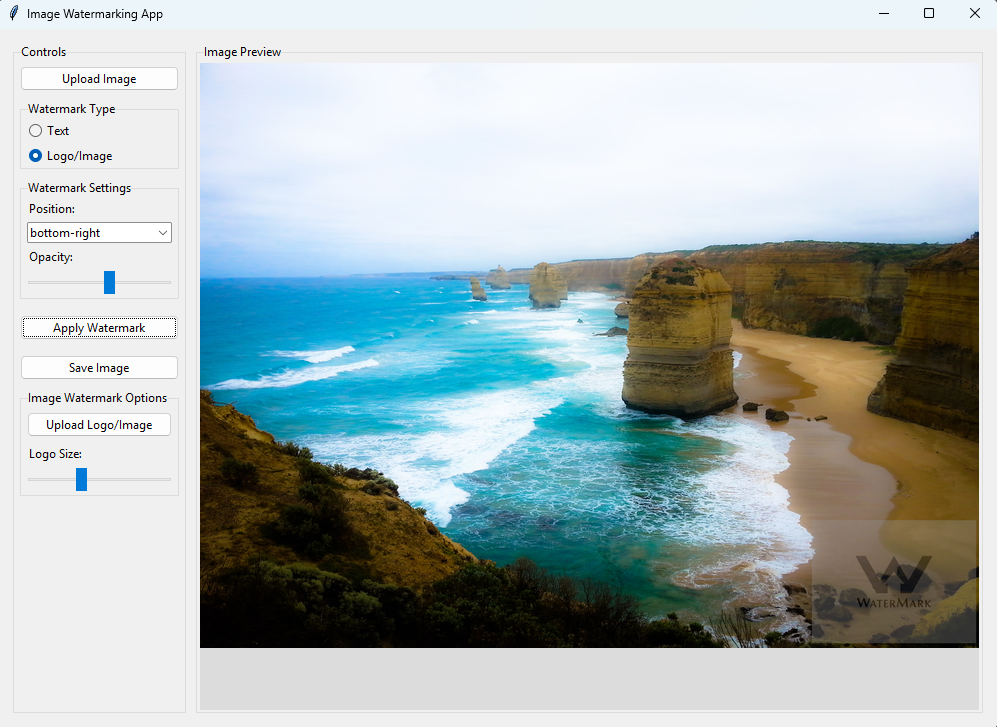 Image Watermarking App
Controls
Upload Image
Watermark Type
Text
Logo/Image
Watermark Settings
Position:
bottom-right
Opacity:
Apply Watermark
Save Image
Image Watermark Options
Upload Logo/Image
Logo Size:
Image Preview
WATERMARK